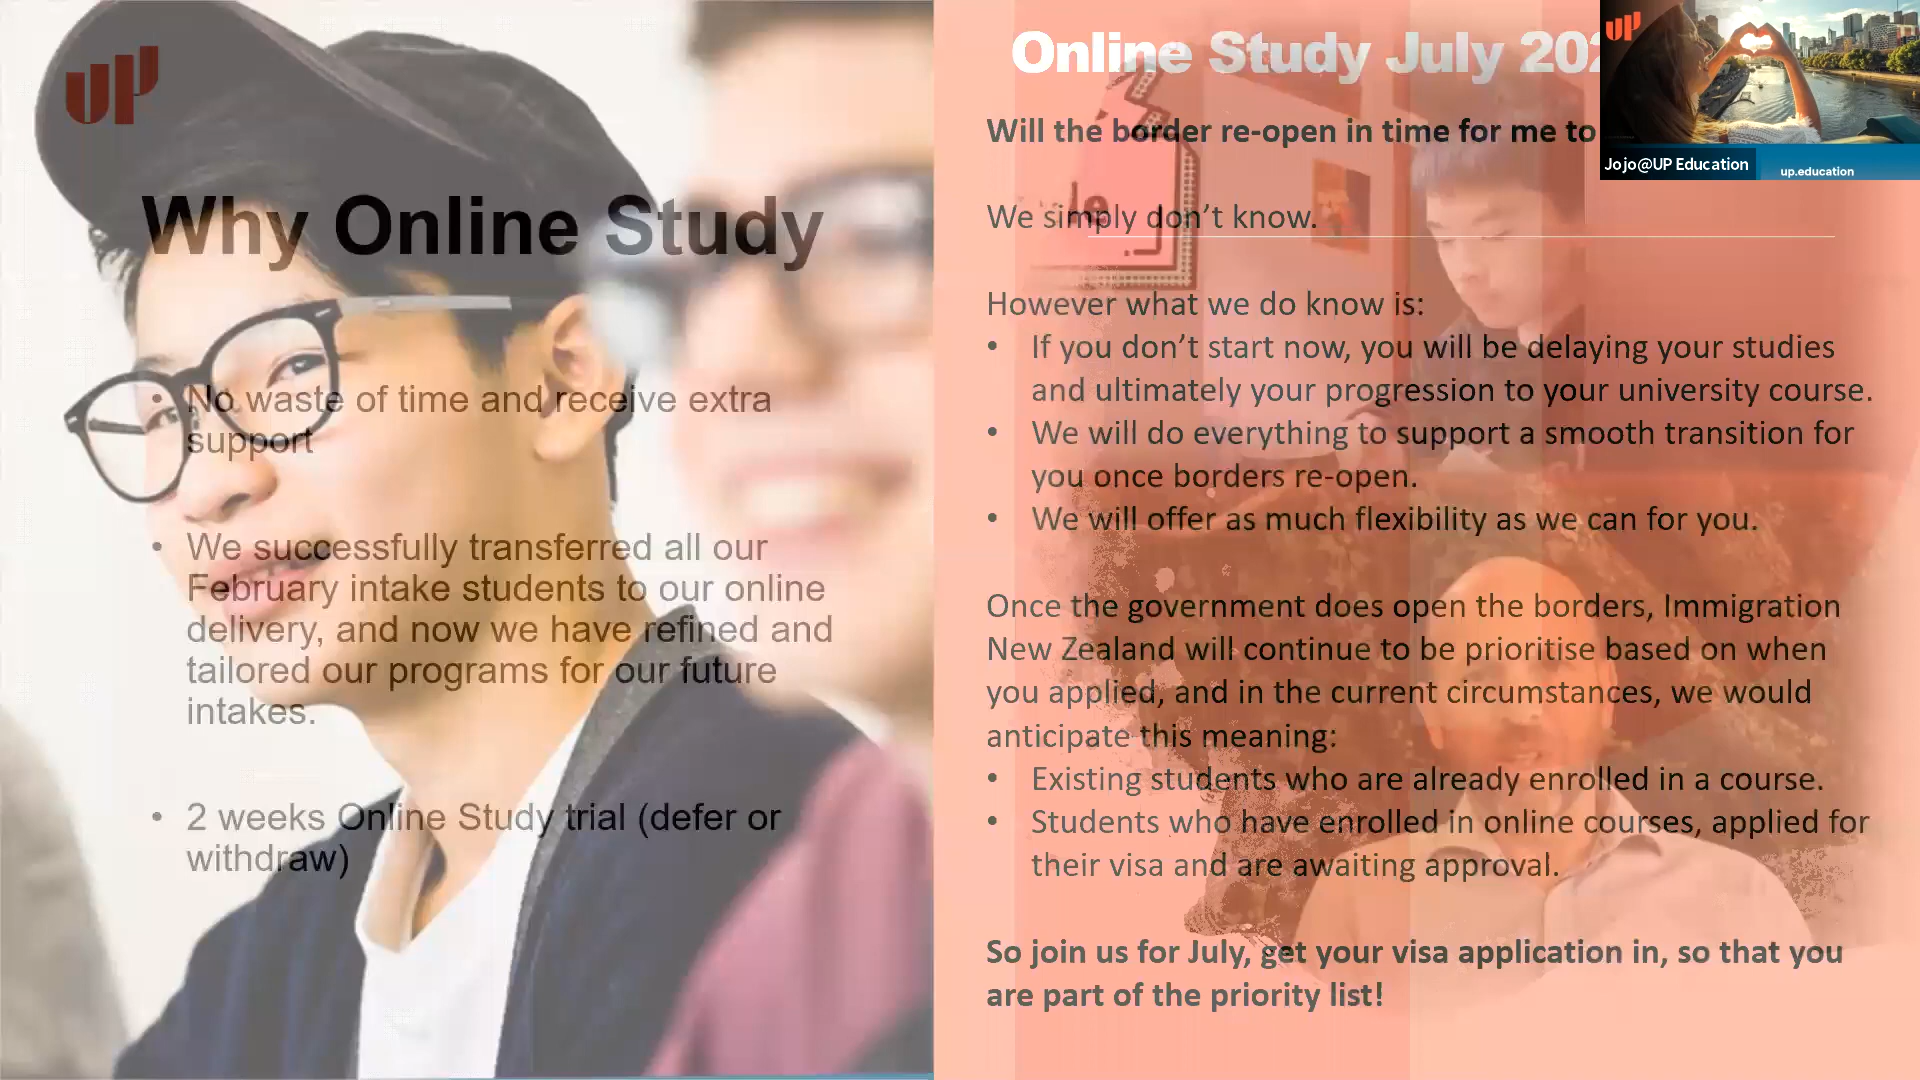 UP
Why Online Study
• No waste of time and receive extra
support
• We successfully transferred all our
February intake students to our online
delivery, and now we have refined and
tailored our programs for our future
intakes.
• 2 weeks Online Study trial (defer or
withdraw)
Online Study July
Will the border re-open in time for me to
We simply don’t know.
However what we do know is:
• If you don’t start now, you will be delaying your studies
and ultimately your progression to your university course.
• We will do everything to support a smooth transition for
you once borders re-open.
• We will offer as much flexibility as we can for you.
Once the government does open the borders, Immigration
New Zealand will continue to be prioritise based on when
you applied, and in the current circumstances, we would
anticipate this meaning:
• Existing students who are already enrolled in a course.
• Students who have enrolled in online courses, applied for
their visa and are awaiting approval.
So join us for July, get your visa application in, so that you
are part of the priority list!
UP
Jojo@UP Education
up.education